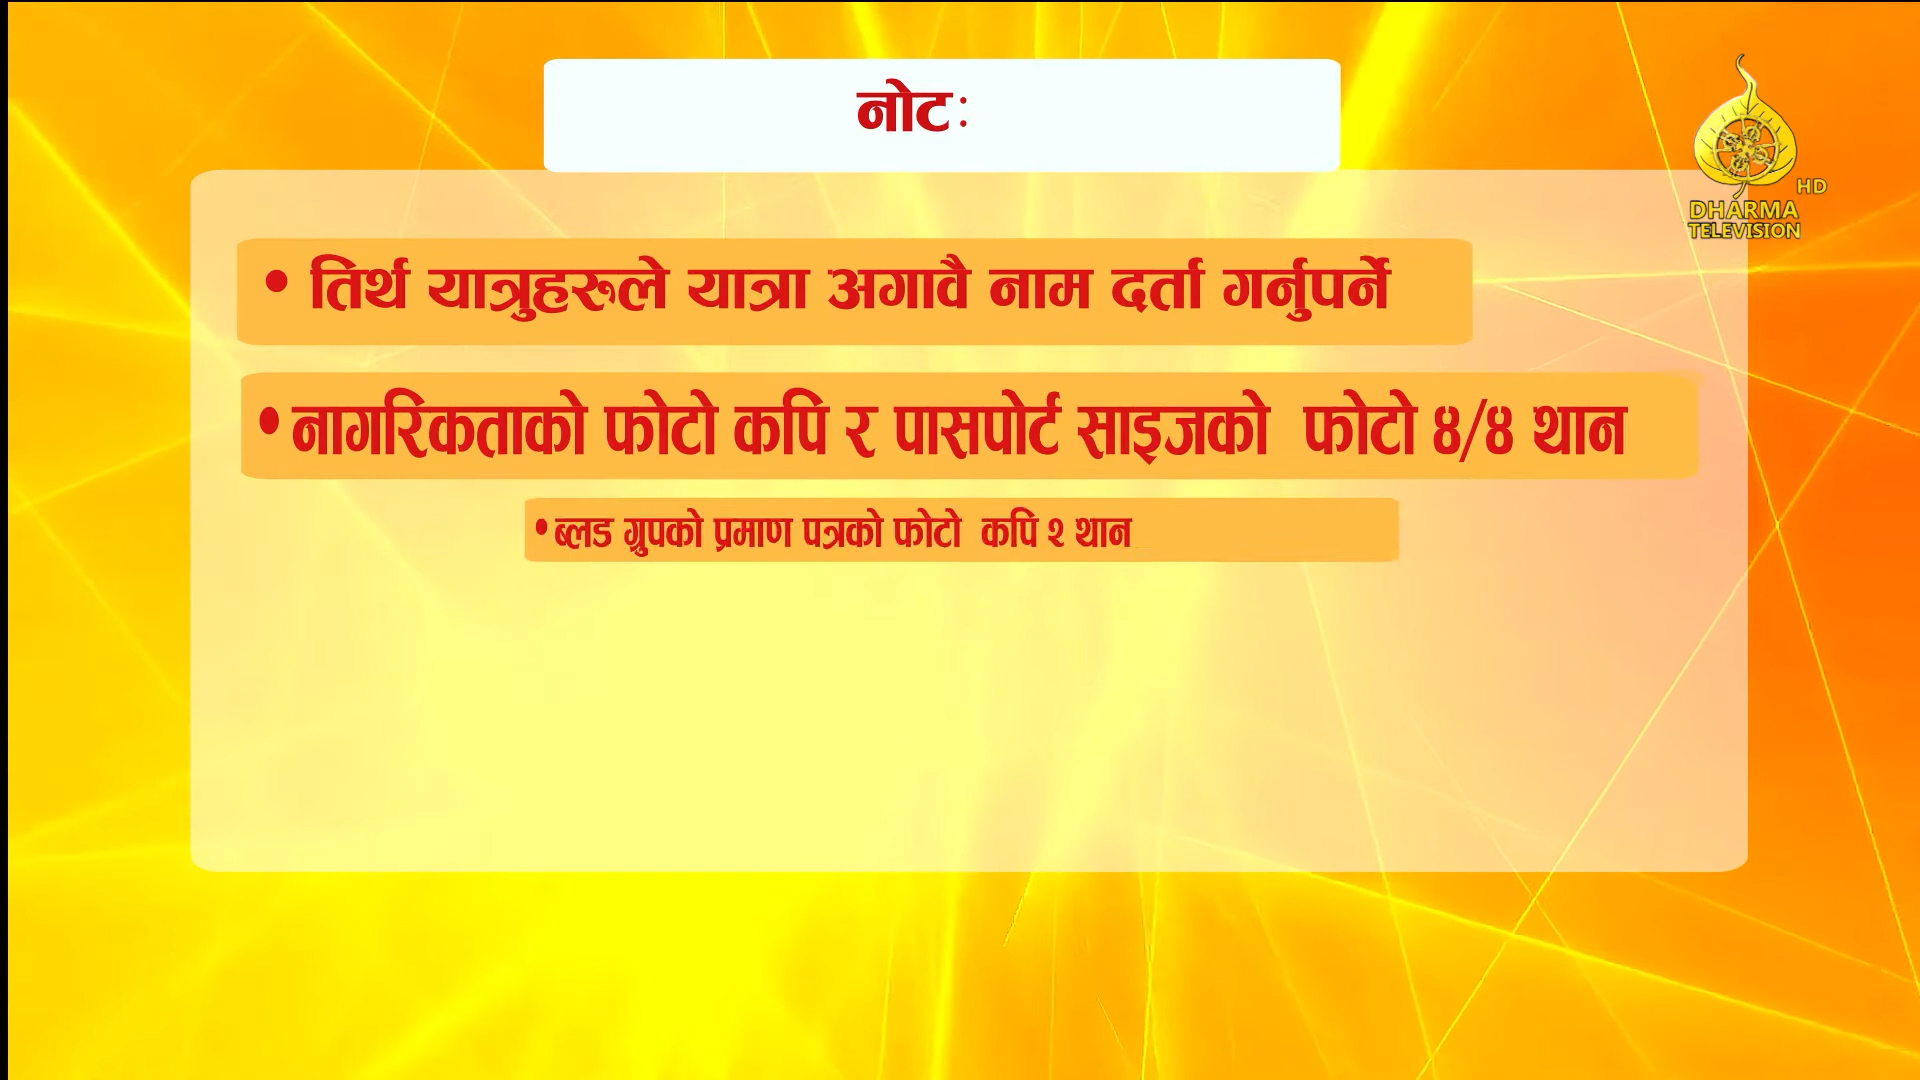 नोटः
HD
DHARMA
TELEVISION
• तिर्थ यात्रुहरूले यात्रा अगावै नाम दर्ता गर्नुपर्ने
• नागरिकताको फोटो कपि र पासपोर्ट साइजको फोटो ४/४ थान
• ब्लड ग्रुपको प्रमाण पत्रको फोटो कपि २ थान